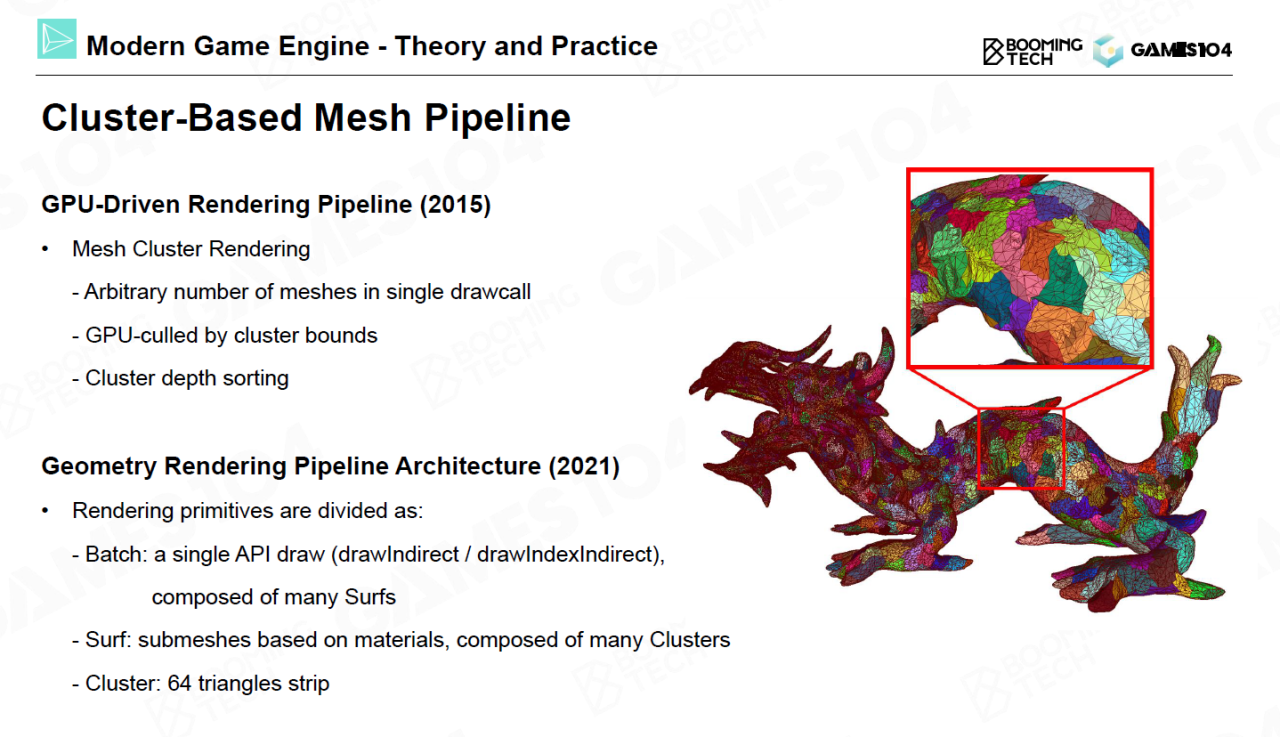 Modern Game Engine - Theory and Practice
BOOMING
TECH
GAMES104
Cluster-Based Mesh Pipeline
GPU-Driven Rendering Pipeline (2015)
• Mesh Cluster Rendering
- Arbitrary number of meshes in single drawcall
- GPU-culled by cluster bounds
- Cluster depth sorting
Geometry Rendering Pipeline Architecture (2021)
• Rendering primitives are divided as:
- Batch: a single API draw (drawIndirect / drawIndexIndirect),
composed of many Surfs
- Surf: submeshes based on materials, composed of many Clusters
- Cluster: 64 triangles strip